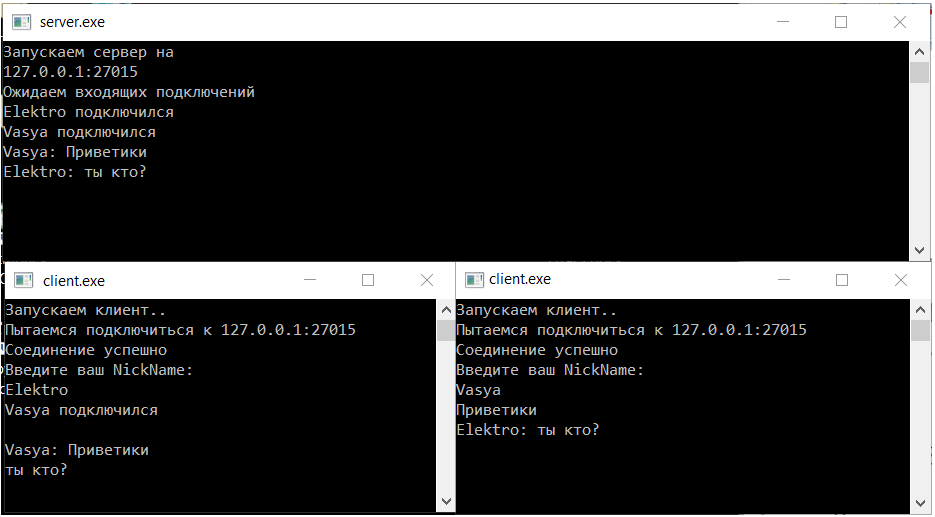 server.exe
Запускаем сервер на
127.0.0.1:27015
Ожидаем входящих подключений
Elektro подключился
Vasya подключился
Vasya: Приветики
Elektro: ты кто?
client.exe
Запускаем клиент..
Пытаемся подключиться к 127.0.0.1:27015
Соединение успешно
Введите ваш NickName:
Elektro
Vasya подключился
Vasya: Приветики
ты кто?
client.exe
Запускаем клиент..
Пытаемся подключиться к 127.0.0.1:27015
Соединение успешно
Введите ваш NickName:
Vasya
Приветики
Elektro: ты кто?